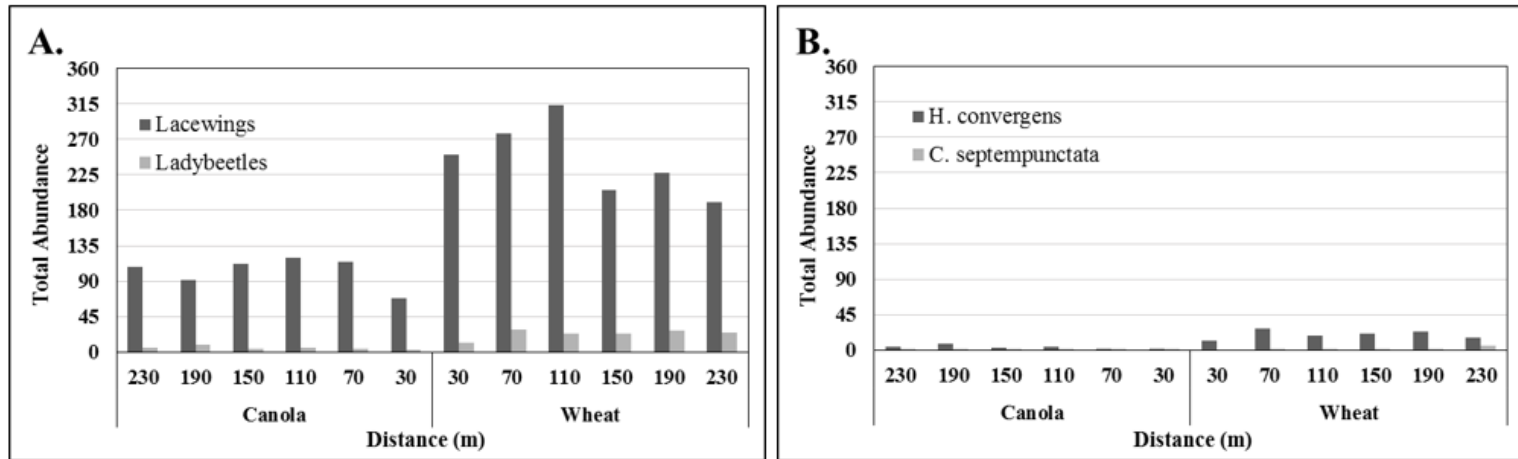 A.
360
315
270
225
180
135
90
45
0
Total Abundance
Lacewings
Ladybeetles
230 190 150 110 70 30 30 70 110 150 190 230
Canola Wheat
Distance (m)
B.
360
315
270
225
180
135
90
45
0
Total Abundance
H. convergens
C. septempunctata
230 190 150 110 70 30 30 70 110 150 190 230
Canola Wheat
Distance (m)